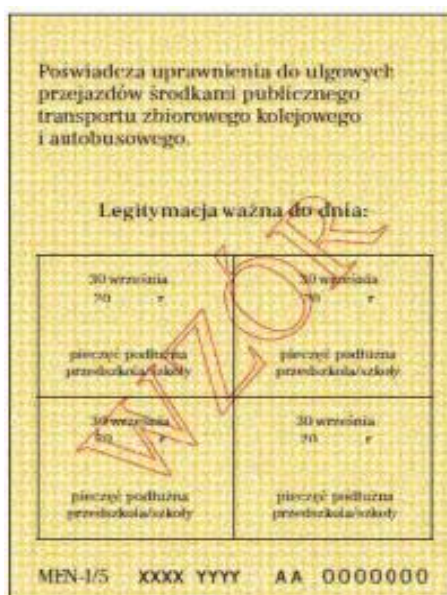 Poświadcza uprawnienia do ulgowych
przejazdów środkami publicznego
transportu zbiorowego kolejowego
i autobusowego.
Legitymacja ważna do dnia:
30 września 30 września
20 r 20 r
pieczęć podłużna pieczęć podłużna
przedszkola/szkoły przedszkola/szkoły
30 września 30 września
20 r 20 r
pieczęć podłużna pieczęć podłużna
przedszkola/szkoły przedszkola/szkoły
WZÓR
MEN-I/5 XXXX YYYY AA 0000000